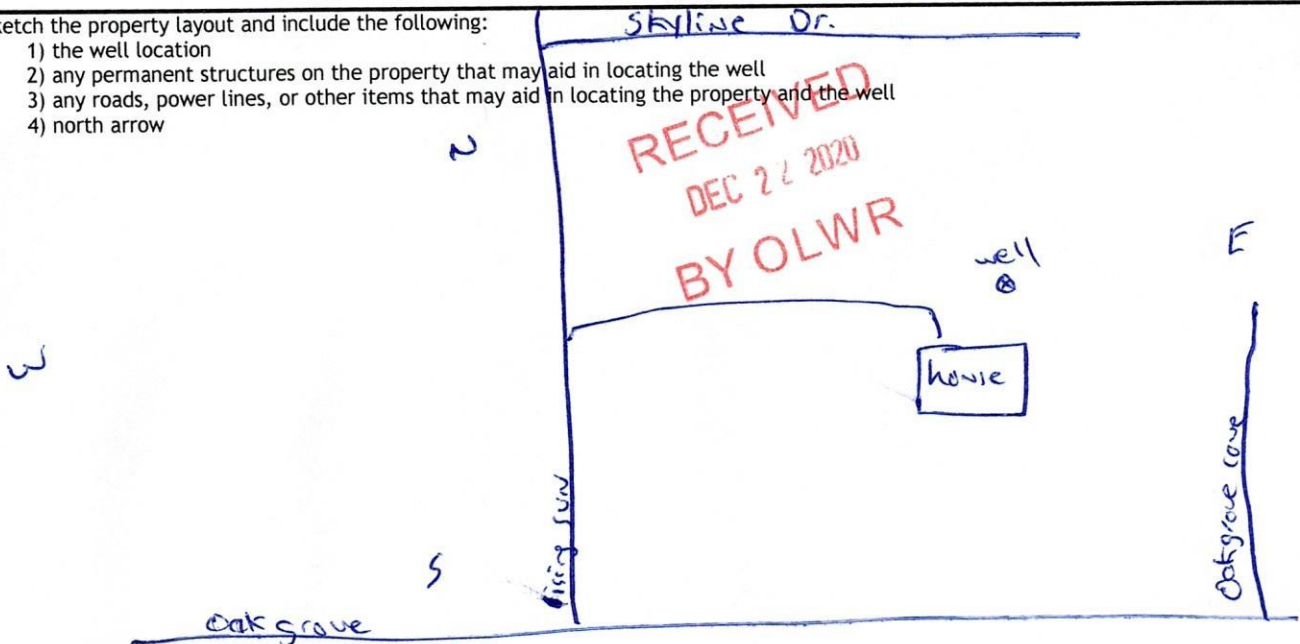 etch the property layout and include the following:
Skyline Dr.
1) the well location
2) any permanent structures on the property that may aid in locating the well
3) any roads, power lines, or other items that may aid in locating the property and the well
4) north arrow
N
RECEIVED
DEC 2 2020
BY OLWR
well
E
W
house
Rising SUN
Oakgrove Cove
S
Oak grove